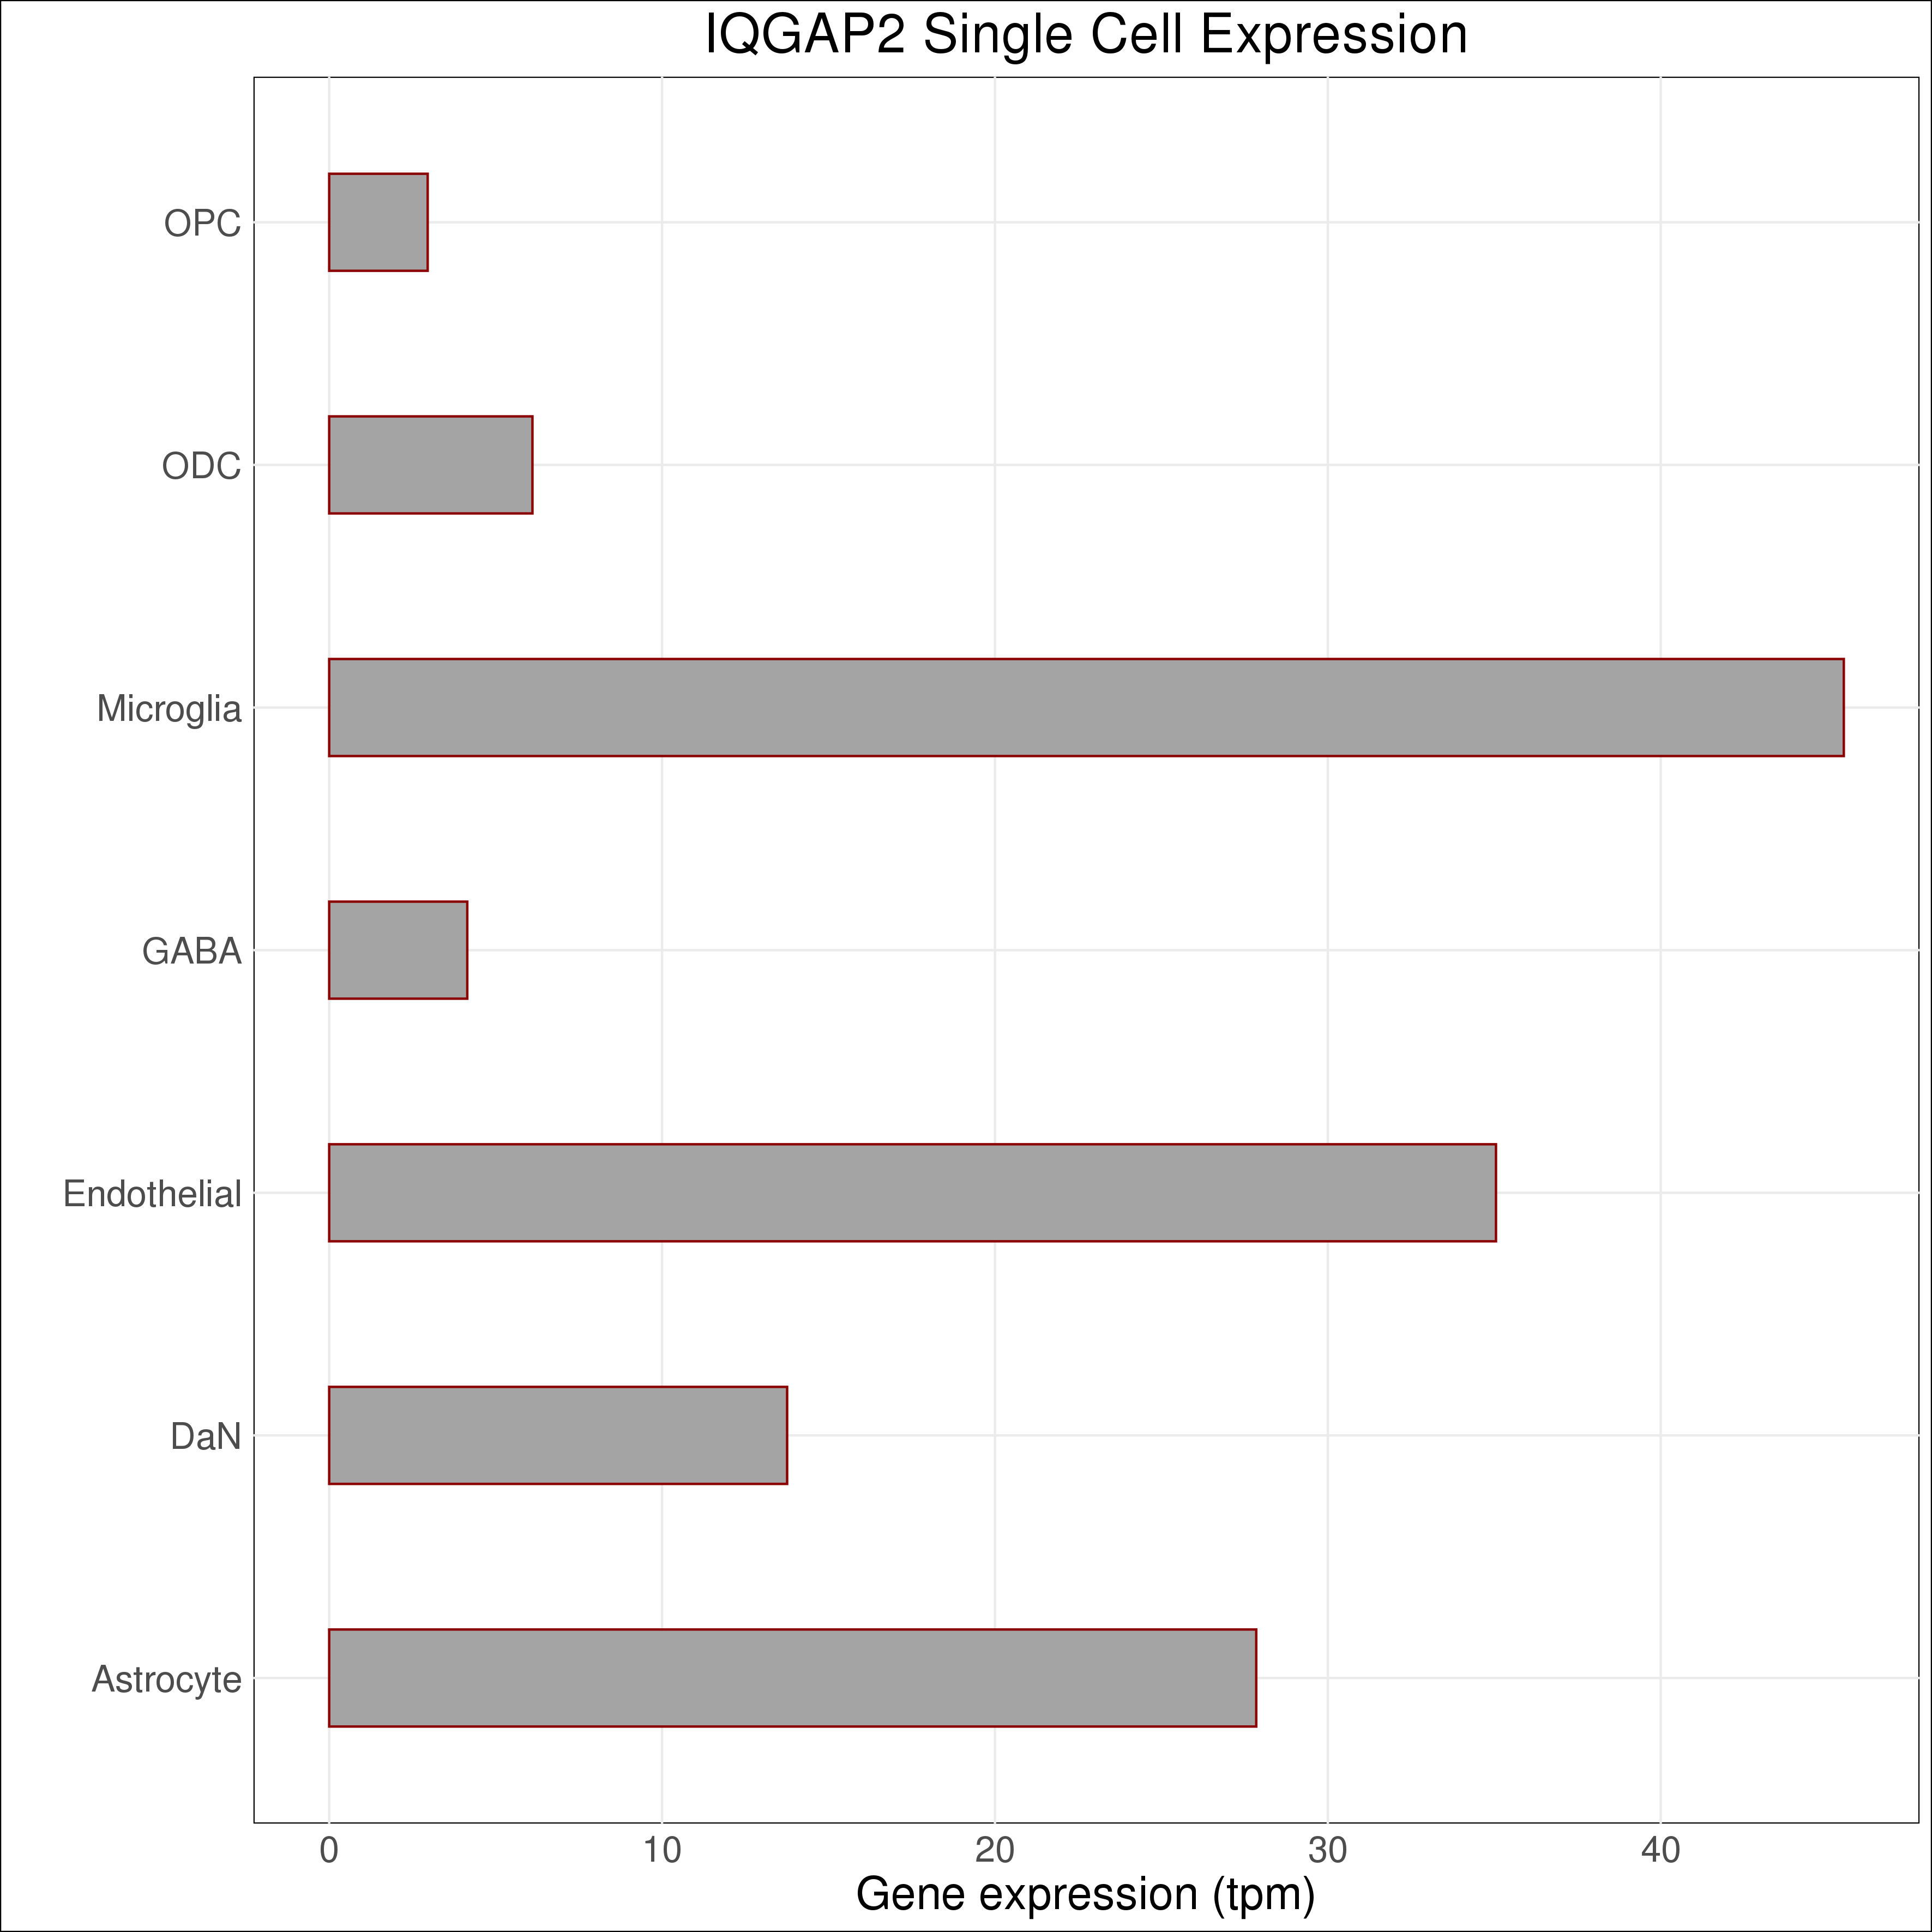 IQGAP2 Single Cell Expression
OPC
ODC
Microglia
GABA
Endothelial
DaN
Astrocyte
0 10 20 30 40
Gene expression (tpm)